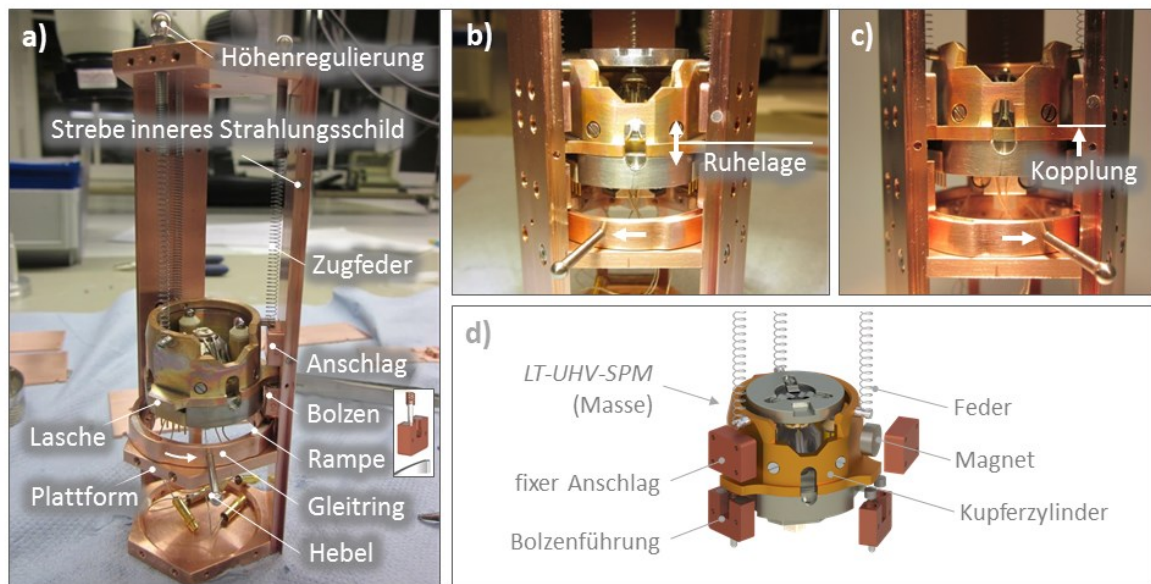 a)
Höhenregulierung
Strebe inneres Strahlungsschild
Zugfeder
Anschlag
Bolzen
Lasche
Rampe
Plattform
Gleitring
Hebel
b)
Ruhelage
c)
Kopplung
d)
LT-UHV-SPM
(Masse)
Feder
Magnet
fixer Anschlag
Kupferzylinder
Bolzenführung